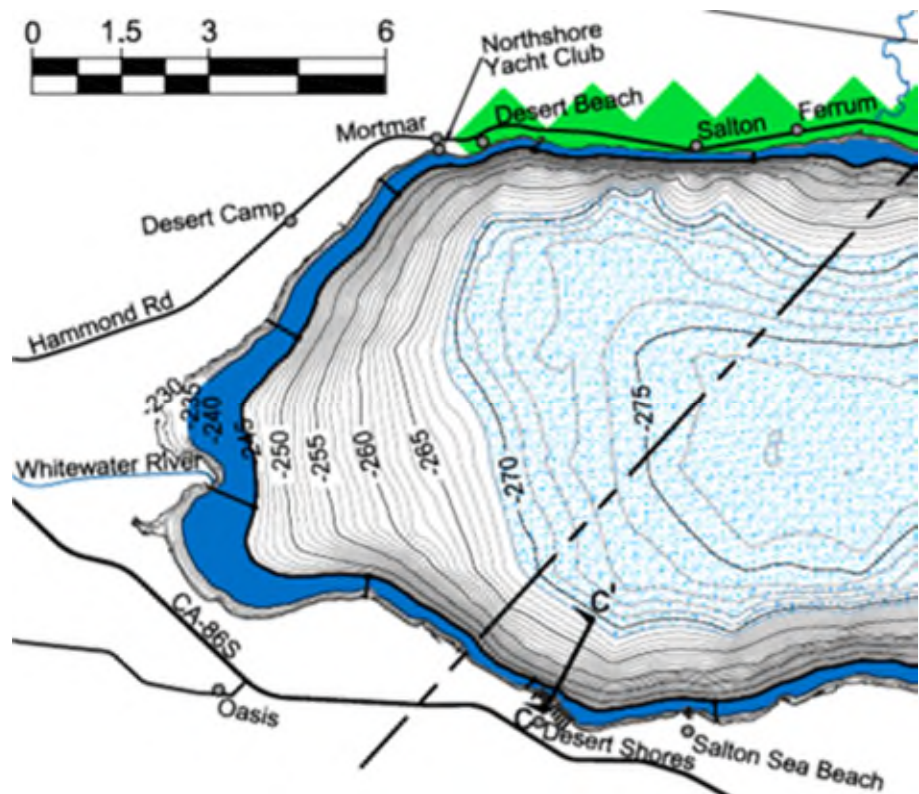 0 1.5 3 6
Northshore
Yacht Club
Mortmar
Desert Beach
Salton
Ferrum
Desert Camp
Hammond Rd
-230
-235
-240
-245
-250
-255
-260
-265
-270
-275
Whitewater River
C'
CA-86S
Oasis
C
Desert Shores
Salton Sea Beach